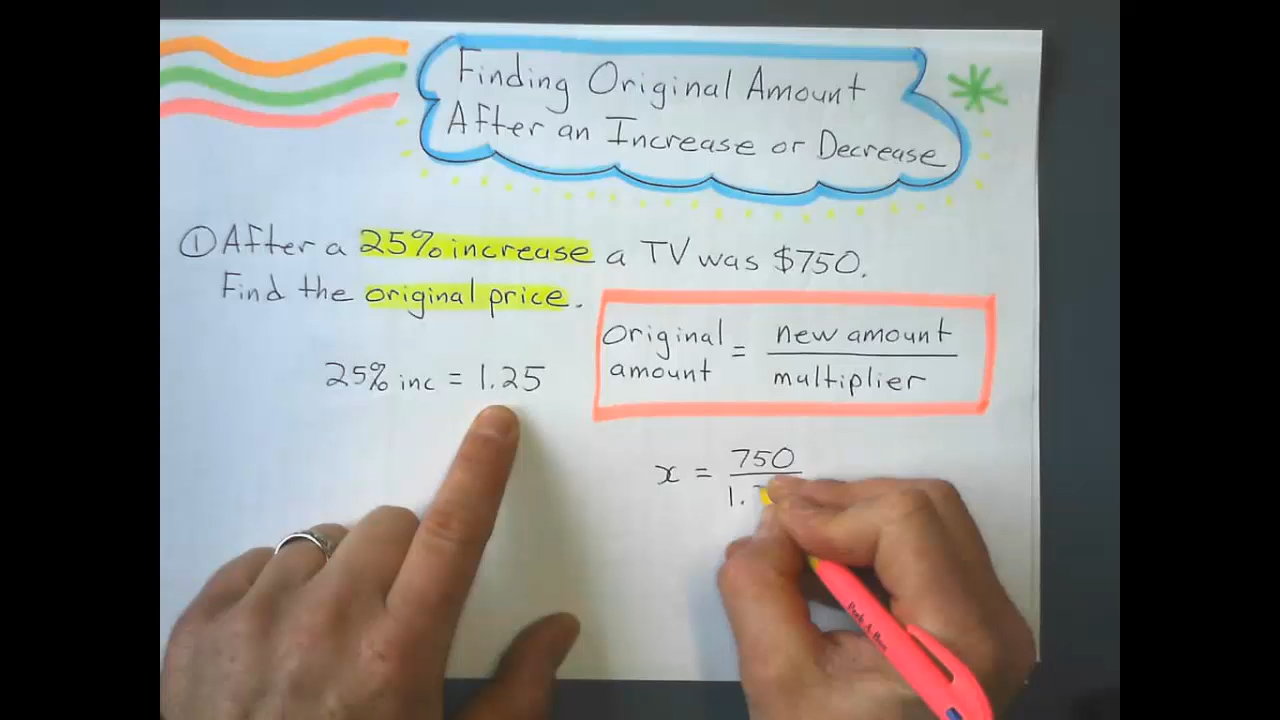 Finding Original Amount
After an Increase or Decrease
① After a 25% increase a TV was $750.
Find the original price.
Original amount = new amount / multiplier
25% inc = 1.25
x = 750
1.